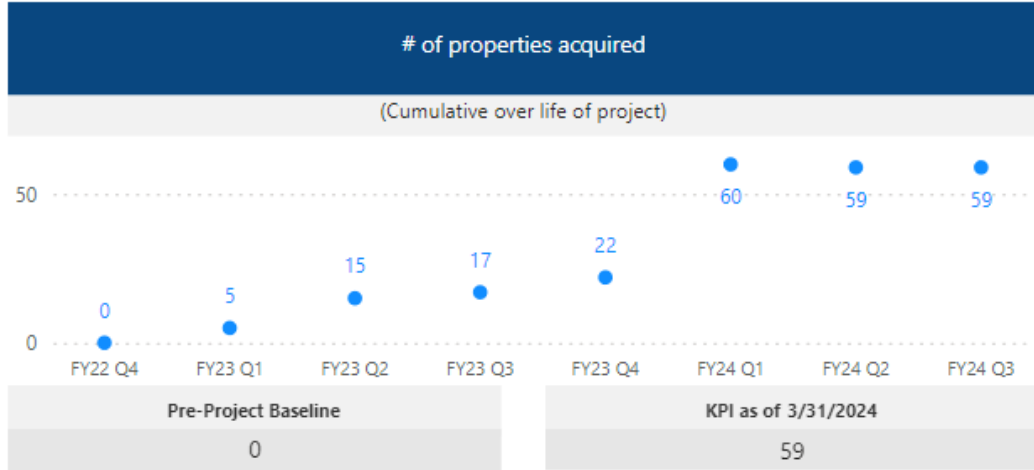 # of properties acquired
(Cumulative over life of project)
50
60
59
59
22
15
17
5
0
0
FY22 Q4 FY23 Q1 FY23 Q2 FY23 Q3 FY23 Q4 FY24 Q1 FY24 Q2 FY24 Q3
Pre-Project Baseline
0
KPI as of 3/31/2024
59